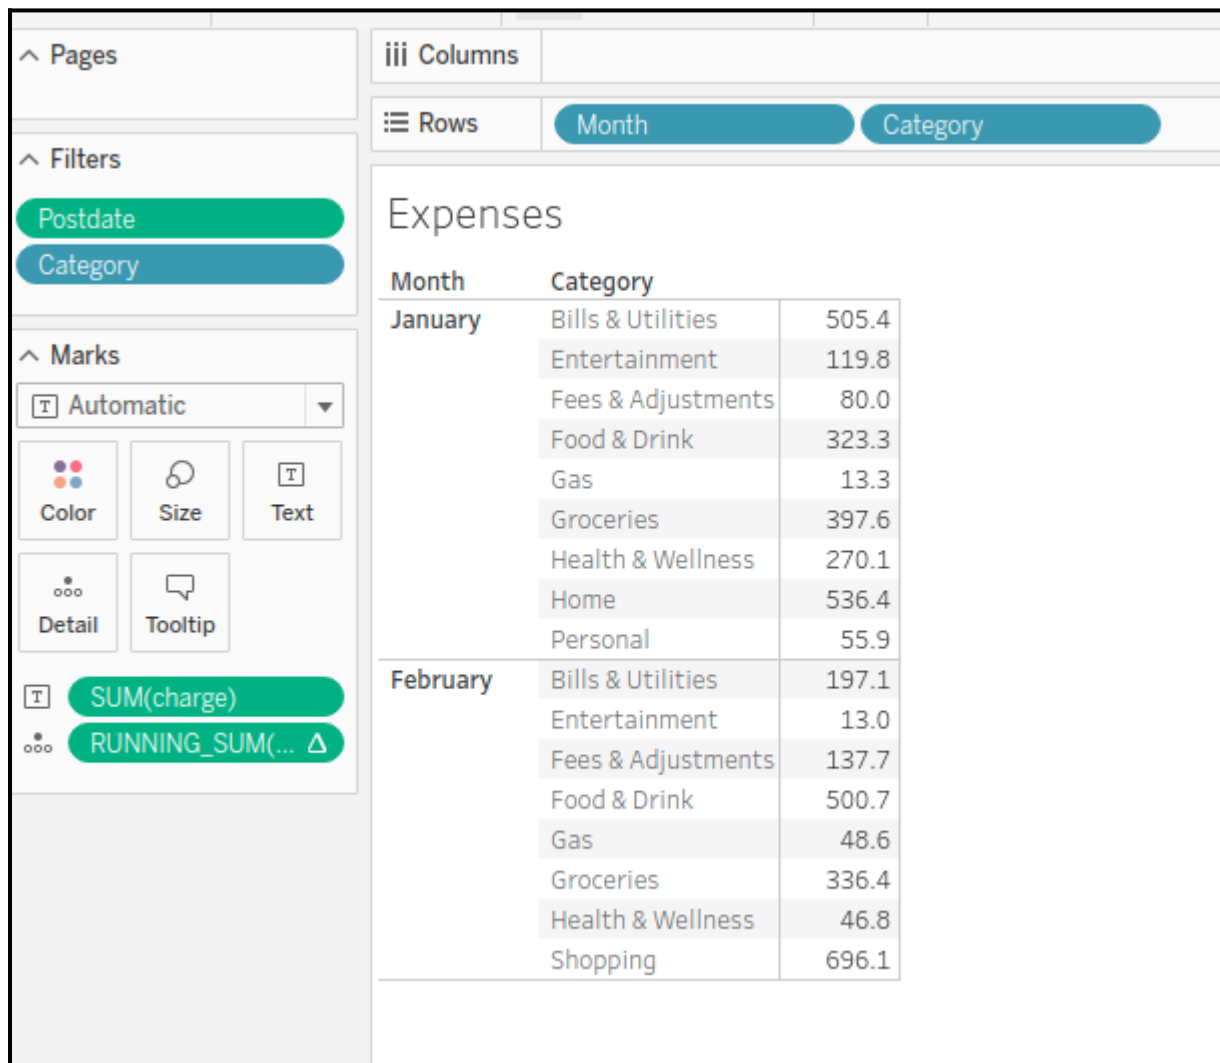 Pages
Columns
Rows Month Category
Filters
Postdate
Category
Expenses
Month Category
January Bills & Utilities 505.4
Entertainment 119.8
Fees & Adjustments 80.0
Food & Drink 323.3
Gas 13.3
Groceries 397.6
Health & Wellness 270.1
Home 536.4
Personal 55.9
February Bills & Utilities 197.1
Entertainment 13.0
Fees & Adjustments 137.7
Food & Drink 500.7
Gas 48.6
Groceries 336.4
Health & Wellness 46.8
Shopping 696.1
Marks
T Automatic
Color Size T Text
Detail Tooltip
T SUM(charge)
RUNNING_SUM(... Δ